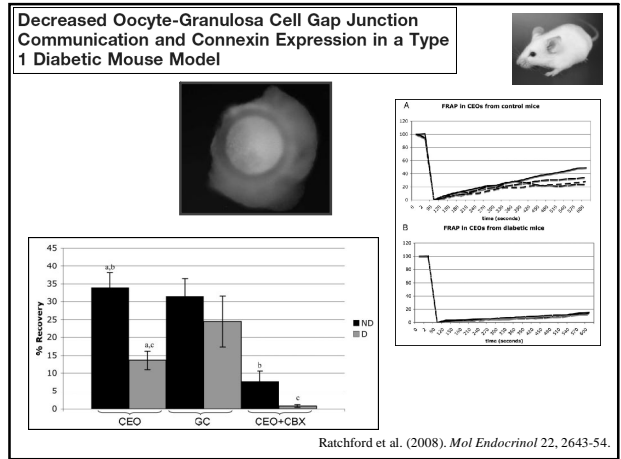 Decreased Oocyte-Granulosa Cell Gap Junction
Communication and Connexin Expression in a Type
1 Diabetic Mouse Model
A
FRAP in CEOs from control mice
120
100
80
60
40
20
0
time (seconds)
B
FRAP in CEOs from diabetic mice
120
100
80
60
40
20
0
time (seconds)
45
40
35
30
25
20
15
10
5
0
% Recovery
a,b
a,c
b
c
ND
D
CEO GC CEO+CBX
Ratchford et al. (2008). Mol Endocrinol 22, 2643-54.